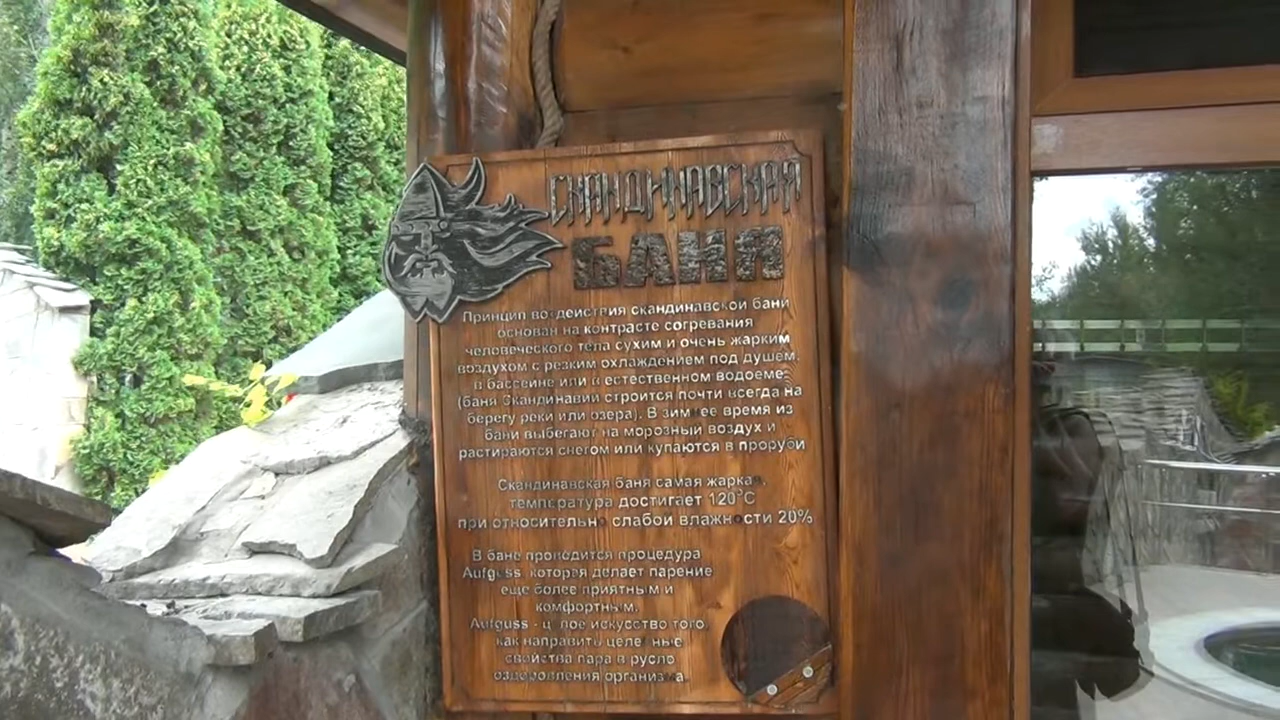 СКАНДИНАВСКАЯ
БАНЯ
Принцип воздействия скандинавской бани
основан на контрасте согревания
человеческого тела сухим и очень жарким
воздухом с резким охлаждением под душем,
в бассейне или в естественном водоеме
(баня Скандинавии строится почти всегда на
берегу реки или озера). В зимнее время из
бани выбегают на морозный воздух и
растираются снегом или купаются в проруби
Скандинавская баня самая жаркая,
температура достигает 120°C
при относительно слабой влажности 20%
В бане проводится процедура
Aufguss которая делает парение
еще более приятным и
комфортным.
Aufguss - целое искусство того,
как направить целебные
свойства пара в русло
оздоровления организма.